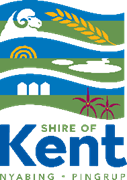 SHIRE OF
Kent
NYABING - PINGRUP